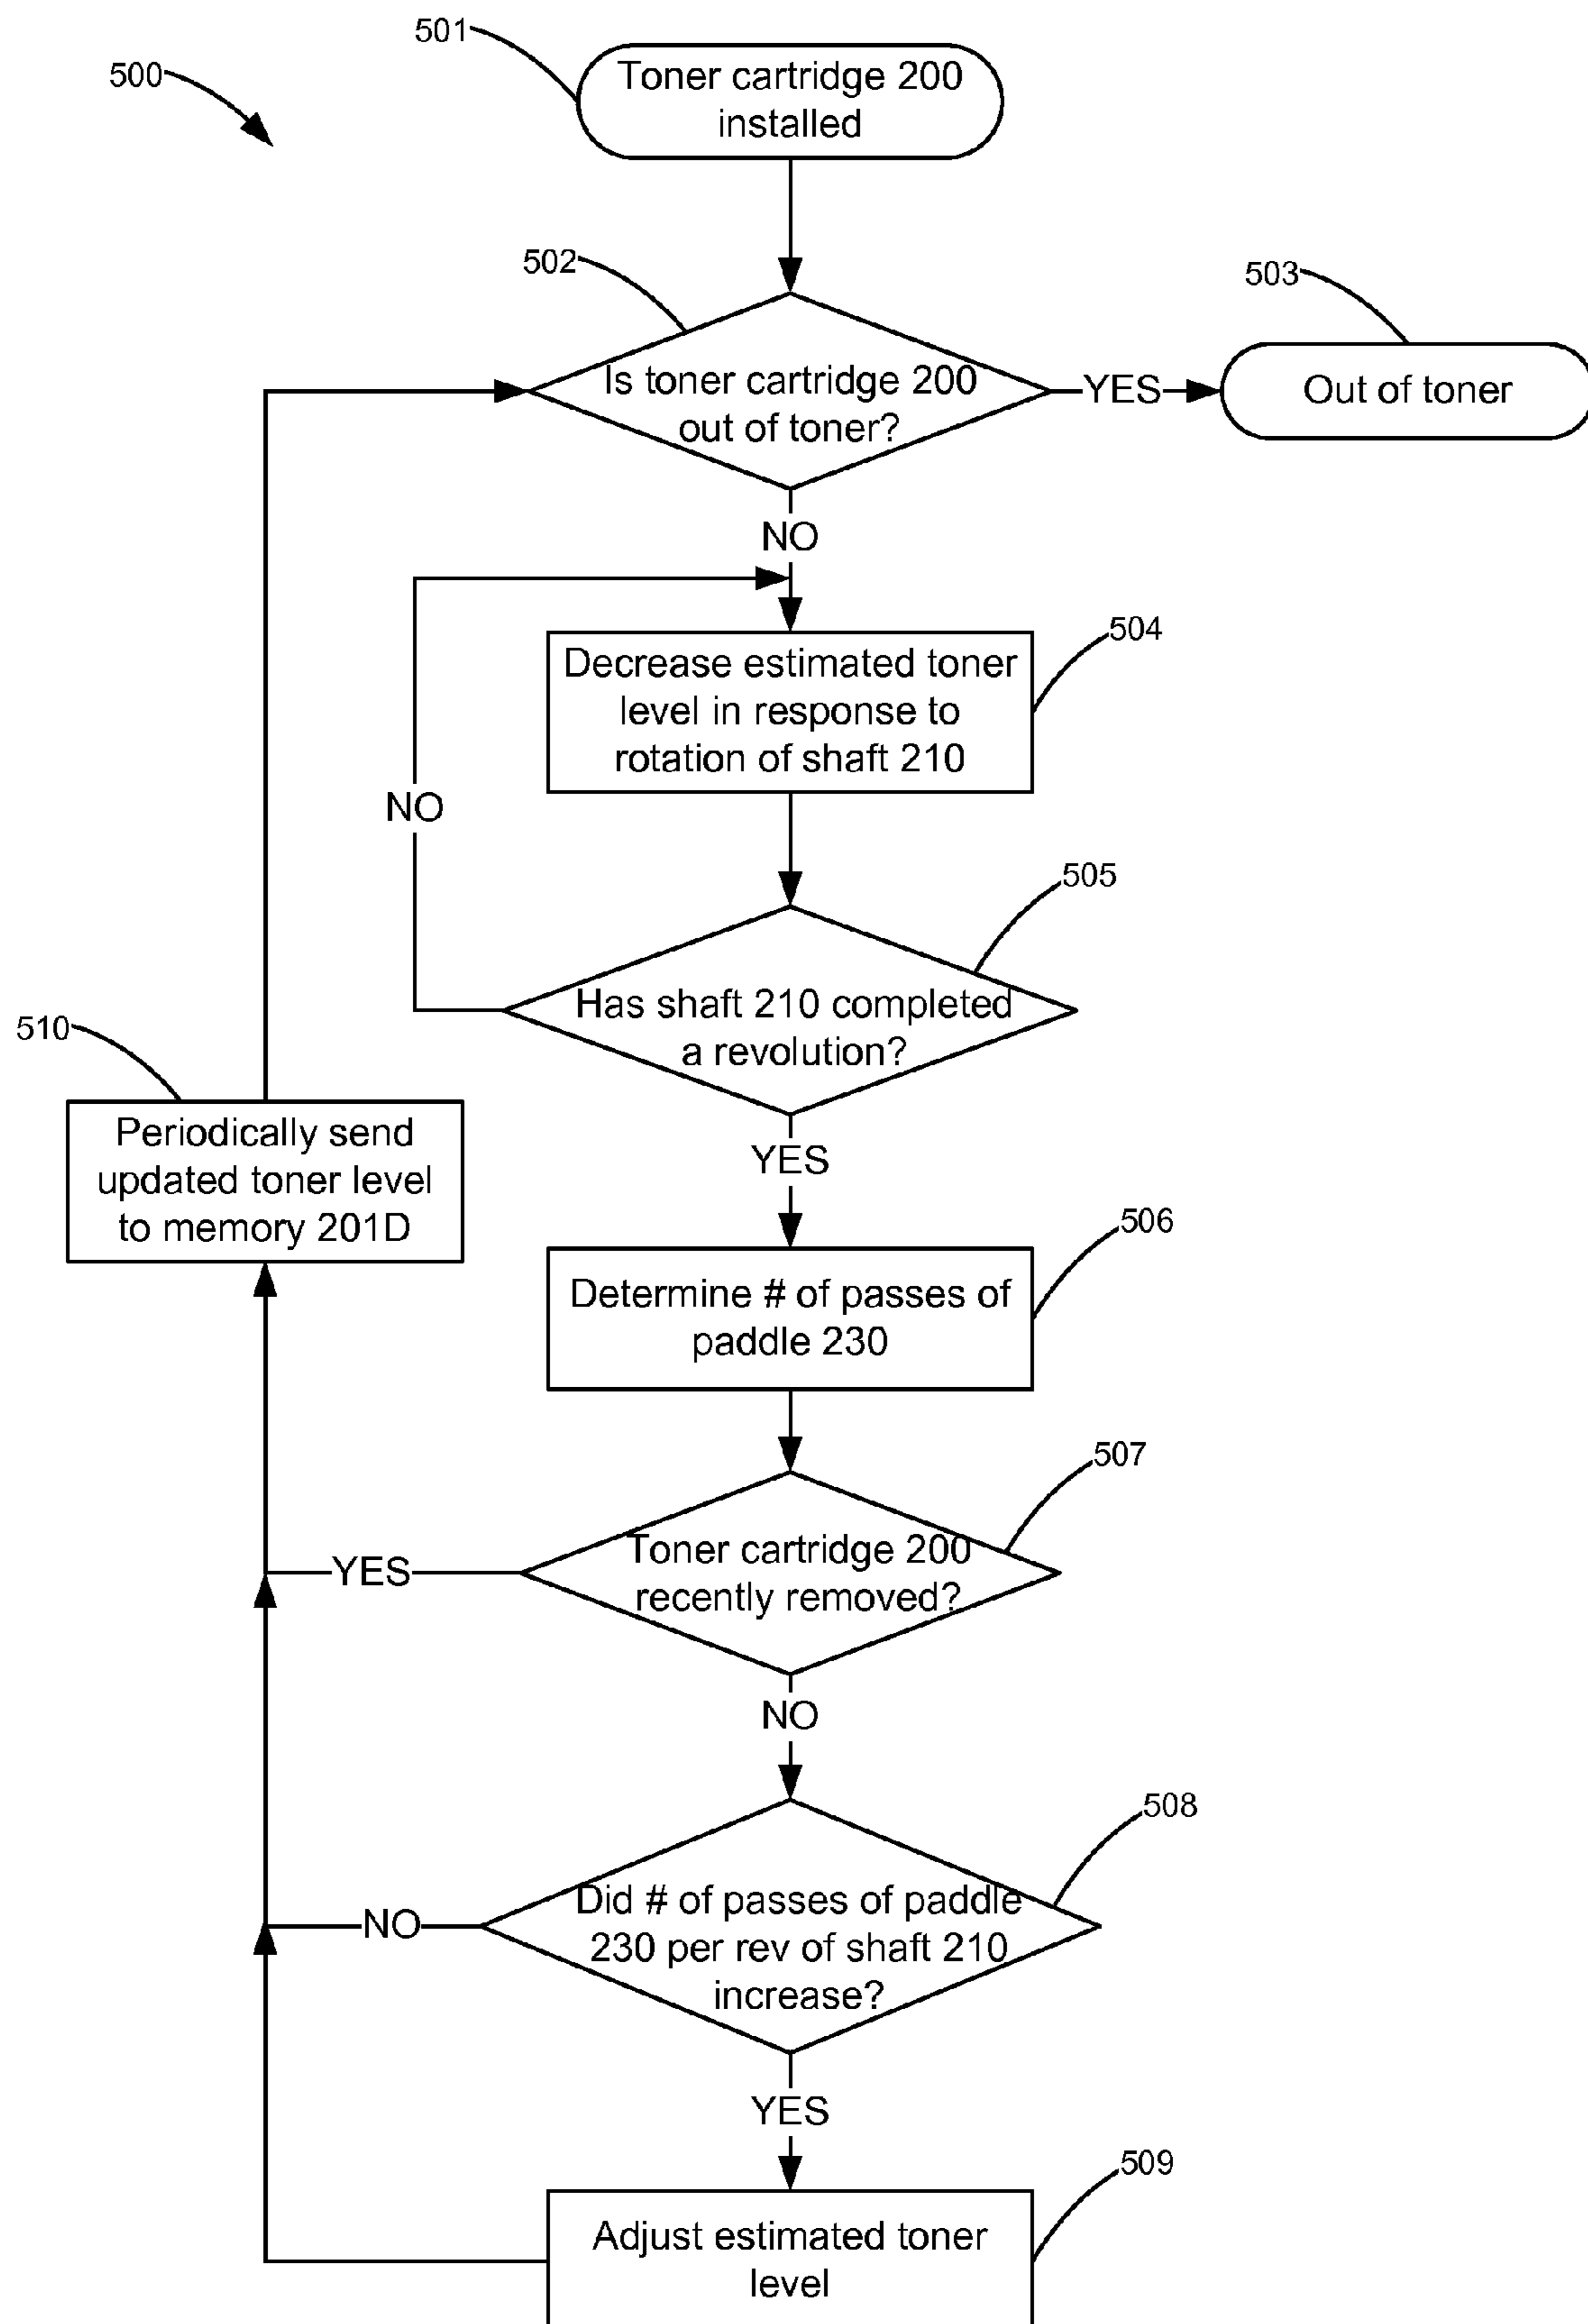 501
500
Toner cartridge 200
installed
502
503
Is toner cartridge 200
out of toner?
YES
Out of toner
NO
504
Decrease estimated toner
level in response to
rotation of shaft 210
NO
505
Has shaft 210 completed
a revolution?
510
YES
Periodically send
updated toner level
to memory 201D
506
Determine # of passes of
paddle 230
507
Toner cartridge 200
recently removed?
YES
NO
508
Did # of passes of paddle
230 per rev of shaft 210
increase?
NO
YES
509
Adjust estimated toner
level